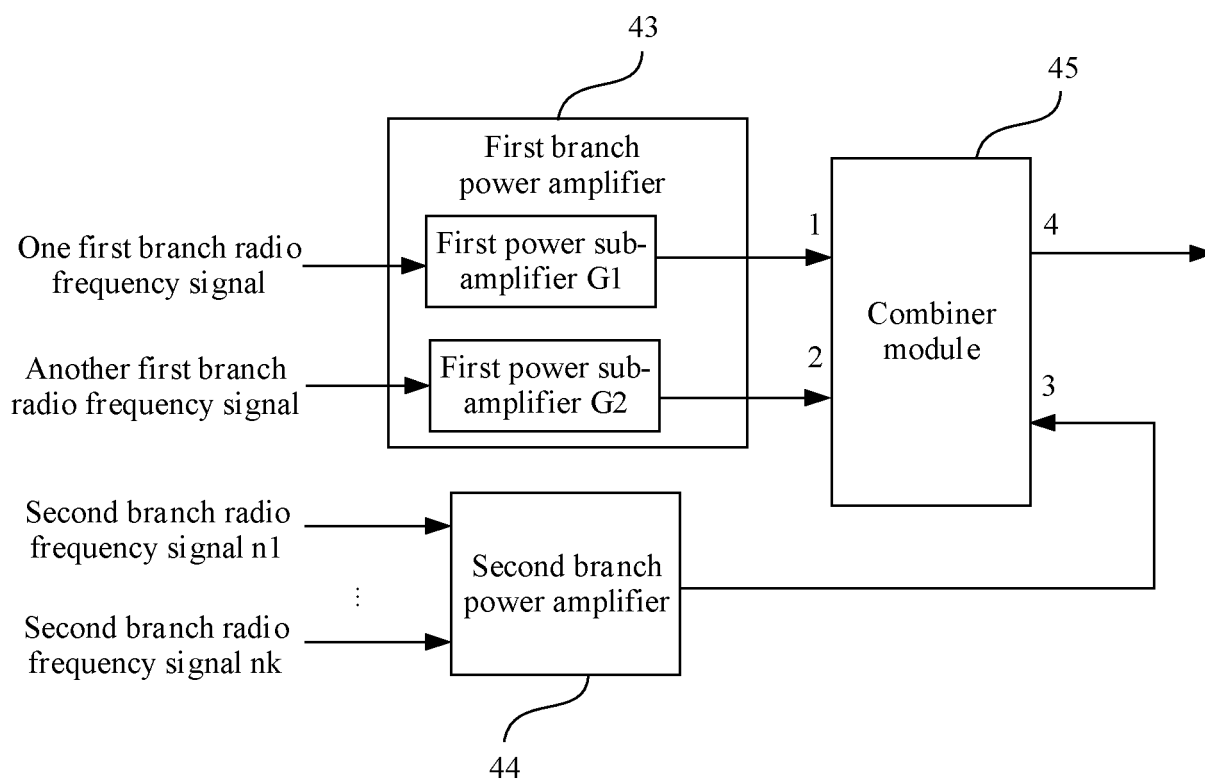 43
45
First branch
power amplifier
One first branch radio
frequency signal
First power sub-
amplifier G1
1
4
Combiner
module
Another first branch
radio frequency signal
First power sub-
amplifier G2
2
3
Second branch radio
frequency signal n1
...
Second branch radio
frequency signal nk
Second branch
power amplifier
44